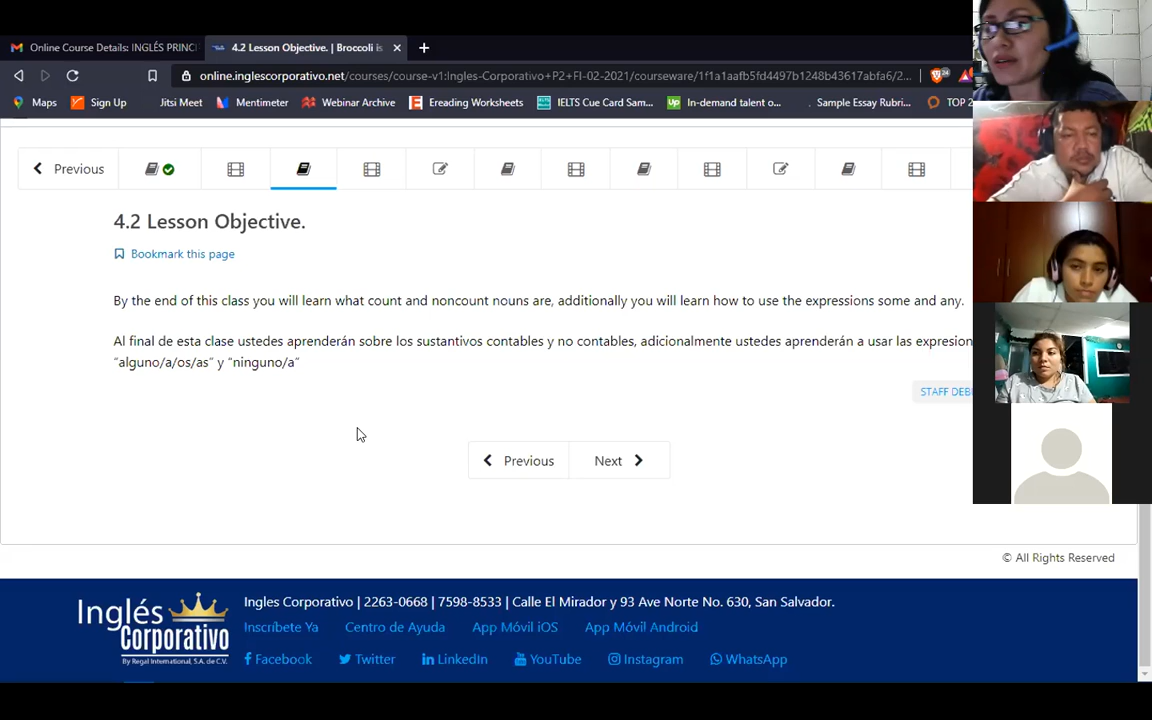 Online Course Details: INGLÉS PRINC
4.2 Lesson Objective. | Broccoli is
online.inglescorporativo.net/courses/course-v1:Ingles-Corporativo+P2+FI-02-2021/courseware/1f1a1aafb5fd4497b1248b43617abfa6/2...
24
Maps
Sign Up
Jitsi Meet
Mentimeter
Webinar Archive
Ereading Worksheets
IELTS Cue Card Sam...
In-demand talent o...
Sample Essay Rubri...
TOP 2
Previous
4.2 Lesson Objective.
Bookmark this page
By the end of this class you will learn what count and noncount nouns are, additionally you will learn how to use the expressions some and any.
Al final de esta clase ustedes aprenderán sobre los sustantivos contables y no contables, adicionalmente ustedes aprenderán a usar las expresion
“alguno/a/os/as” y “ninguno/a”
STAFF DEB
Previous
Next
© All Rights Reserved
Inglés
Corporativo
By Regal International, S.A. de C.V.
Ingles Corporativo | 2263-0668 | 7598-8533 | Calle El Mirador y 93 Ave Norte No. 630, San Salvador.
Inscríbete Ya
Centro de Ayuda
App Móvil iOS
App Móvil Android
Facebook
Twitter
LinkedIn
YouTube
Instagram
WhatsApp